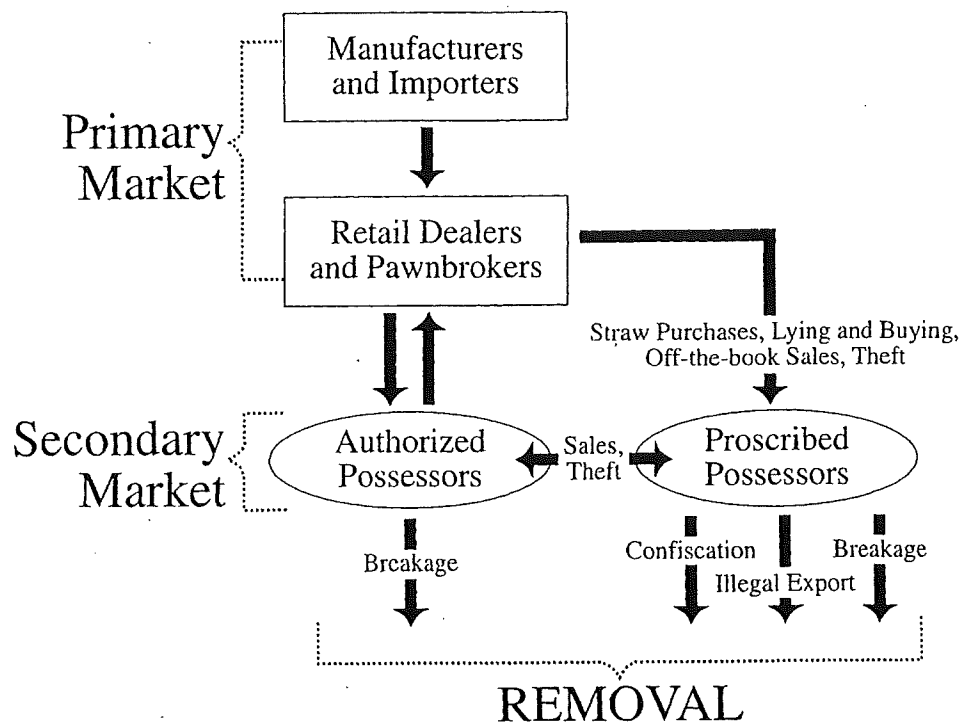 Manufacturers
and Importers
Primary
Market
Retail Dealers
and Pawnbrokers
Straw Purchases, Lying and Buying,
Off-the-book Sales, Theft
Secondary
Market
Authorized
Possessors
Sales,
Theft
Proscribed
Possessors
Breakage
Confiscation
Illegal Export
Breakage
REMOVAL